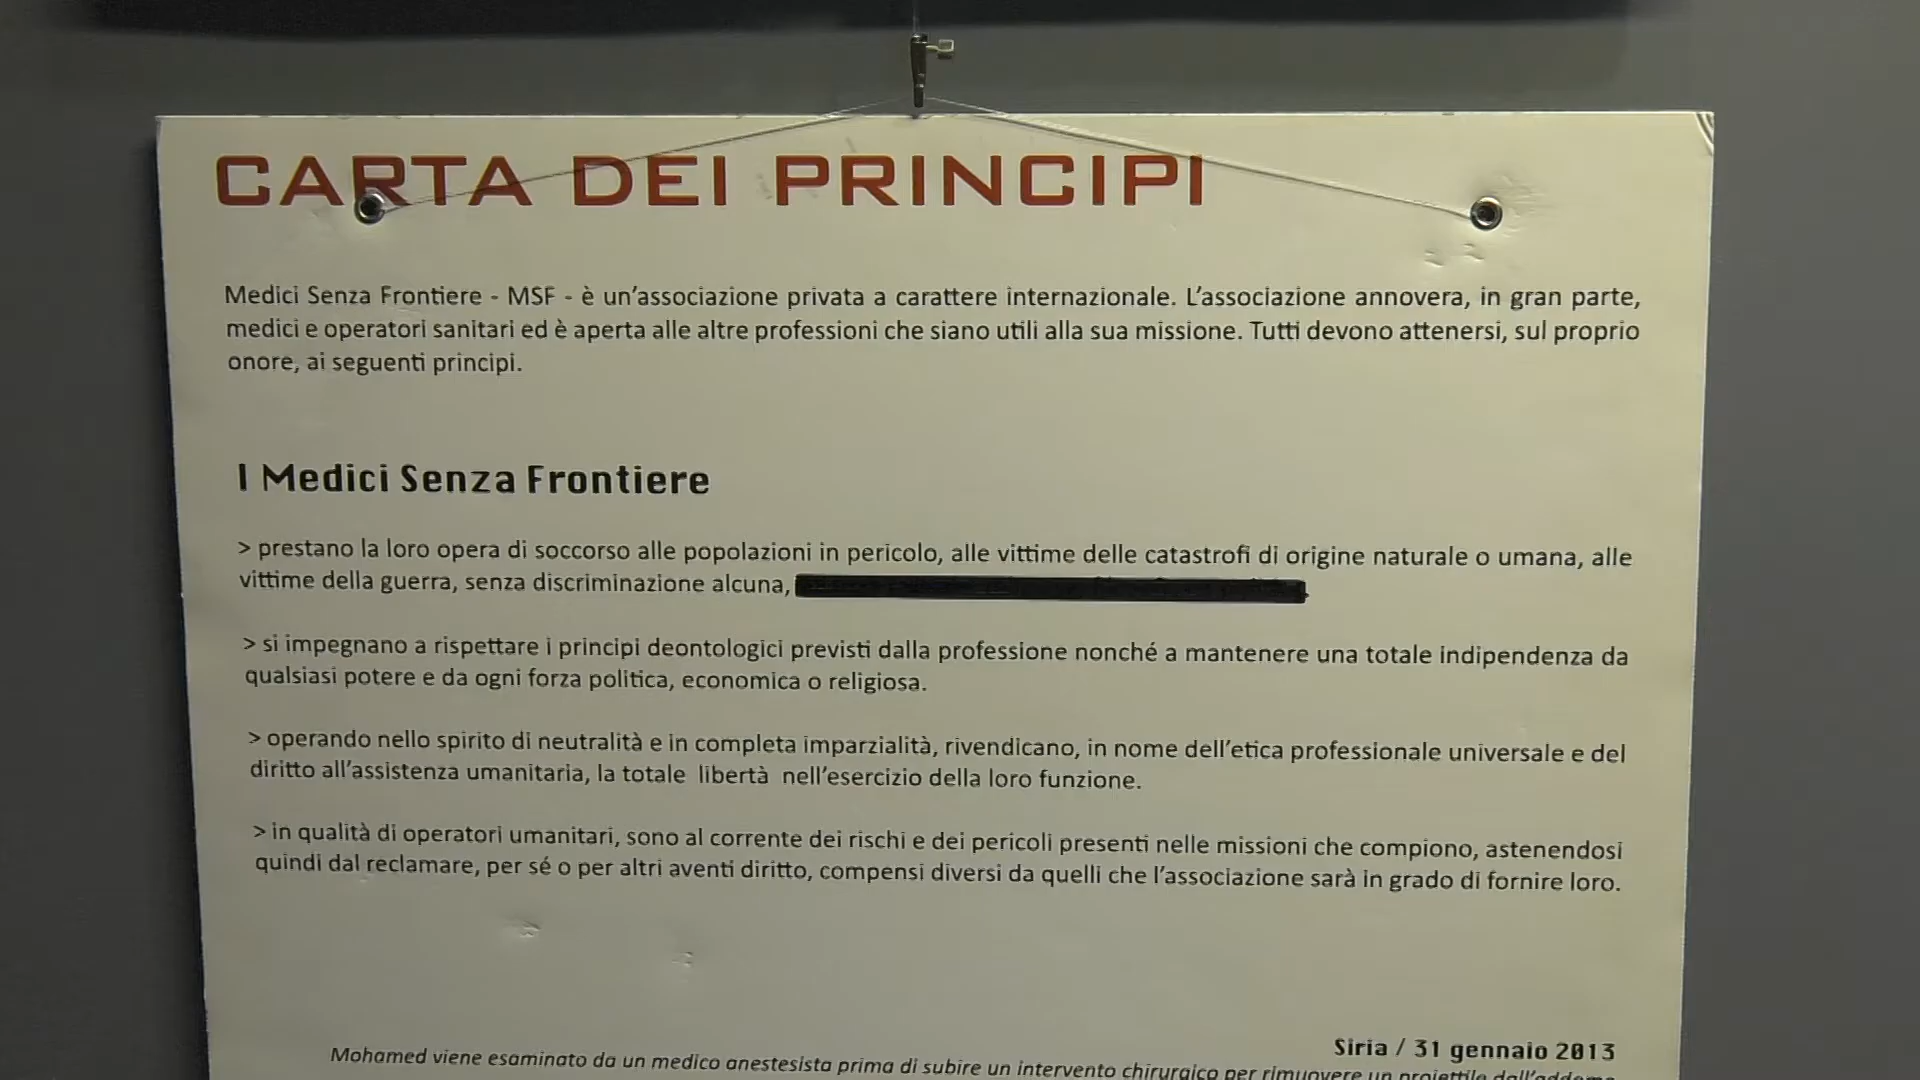 CARTA DEI PRINCIPI
Medici Senza Frontiere - MSF - è un'associazione privata a carattere internazionale. L'associazione annovera, in gran parte,
medici e operatori sanitari ed è aperta alle altre professioni che siano utili alla sua missione. Tutti devono attenersi, sul proprio
onore, ai seguenti principi.
I Medici Senza Frontiere
> prestano la loro opera di soccorso alle popolazioni in pericolo, alle vittime delle catastrofi di origine naturale o umana, alle
vittime della guerra, senza discriminazione alcuna,
> si impegnano a rispettare i principi deontologici previsti dalla professione nonché a mantenere una totale indipendenza da
qualsiasi potere e da ogni forza politica, economica o religiosa.
> operando nello spirito di neutralità e in completa imparzialità, rivendicano, in nome dell'etica professionale universale e del
diritto all'assistenza umanitaria, la totale libertà nell'esercizio della loro funzione.
> in qualità di operatori umanitari, sono al corrente dei rischi e dei pericoli presenti nelle missioni che compiono, astenendosi
quindi dal reclamare, per sé o per altri aventi diritto, compensi diversi da quelli che l'associazione sarà in grado di fornire loro.
Siria / 31 gennaio 2013
Mohamed viene esaminato da un medico anestesista prima di subire un intervento chirurgico per rimuovere un proiettile dall'addome